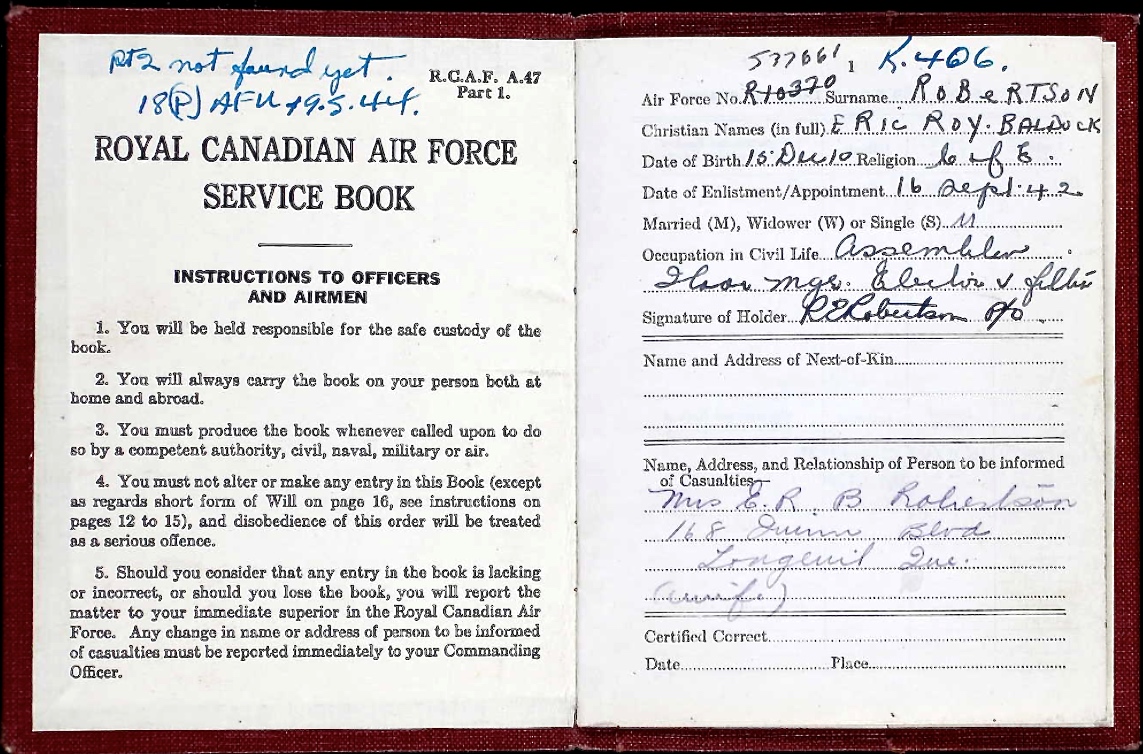 Pt 2 not found yet.
18(P) AFU 19.5.44.
R.C.A.F. A.47
Part 1.
ROYAL CANADIAN AIR FORCE
SERVICE BOOK
INSTRUCTIONS TO OFFICERS
AND AIRMEN
1. You will be held responsible for the safe custody of the
book.
2. You will always carry the book on your person both at
home and abroad.
3. You must produce the book whenever called upon to do
so by a competent authority, civil, naval, military or air.
4. You must not alter or make any entry in this Book (except
as regards short form of Will on page 16, see instructions on
pages 12 to 15), and disobedience of this order will be treated
as a serious offence.
5. Should you consider that any entry in the book is lacking
or incorrect, or should you lose the book, you will report the
matter to your immediate superior in the Royal Canadian Air
Force. Any change in name or address of person to be informed
of casualties must be reported immediately to your Commanding
Officer.
537661 1 K.406.
Air Force No. Surname ROBeRTSON
Christian Names (in full) ERIC ROY. BALDOCK
Date of Birth 15 Dec 10 Religion C of E.
Date of Enlistment/Appointment 16 Sept. 42
Married (M), Widower (W) or Single (S) M
Occupation in Civil Life Assembler
Mgr.
Signature of Holder RERobertson P/O
Name and Address of Next-of-Kin
Name, Address, and Relationship of Person to be informed
of Casualties—
Mrs E.R. B Robertson
168 Blvd
Longeuil Que.
(wife)
Certified Correct
Date Place